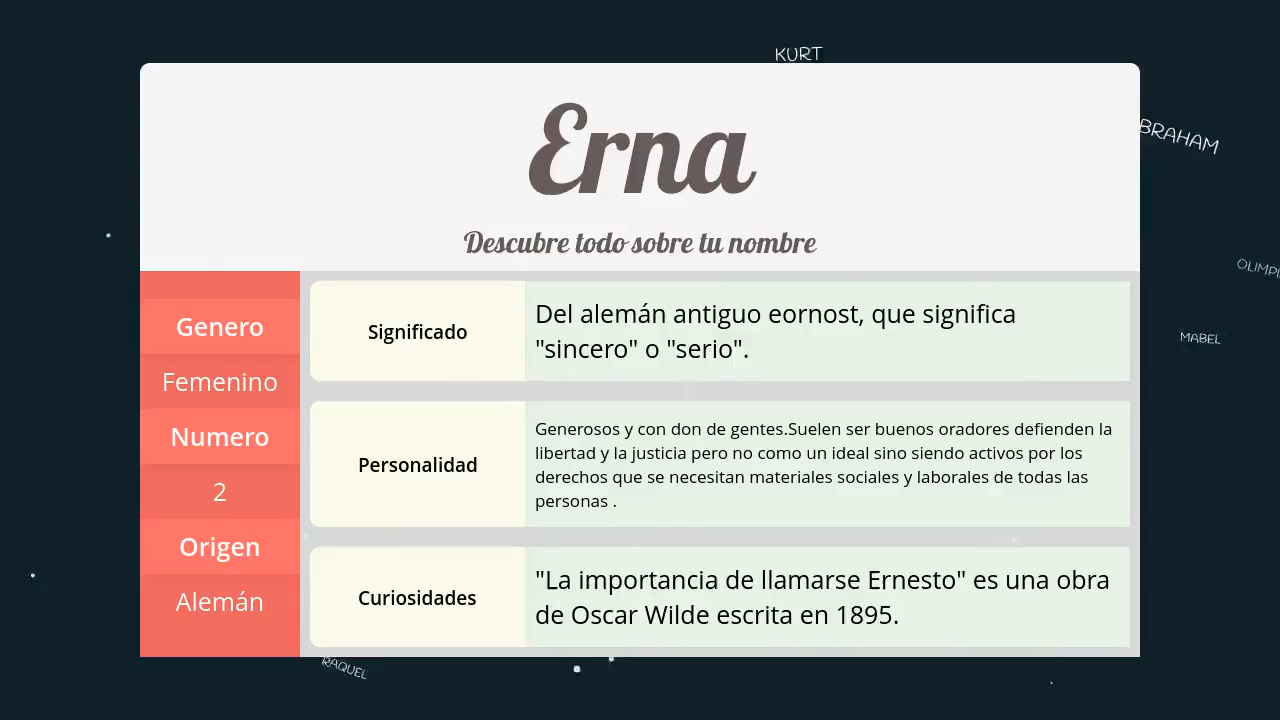 KURT
BRAHAM
Erna
Descubre todo sobre tu nombre
OLIMPI
MABEL
Genero
Femenino
Numero
2
Origen
Alemán
Significado
Del alemán antiguo eornost, que significa
"sincero" o "serio".
Personalidad
Generosos y con don de gentes.Suelen ser buenos oradores defienden la
libertad y la justicia pero no como un ideal sino siendo activos por los
derechos que se necesitan materiales sociales y laborales de todas las
personas .
Curiosidades
"La importancia de llamarse Ernesto" es una obra
de Oscar Wilde escrita en 1895.
RAQUEL